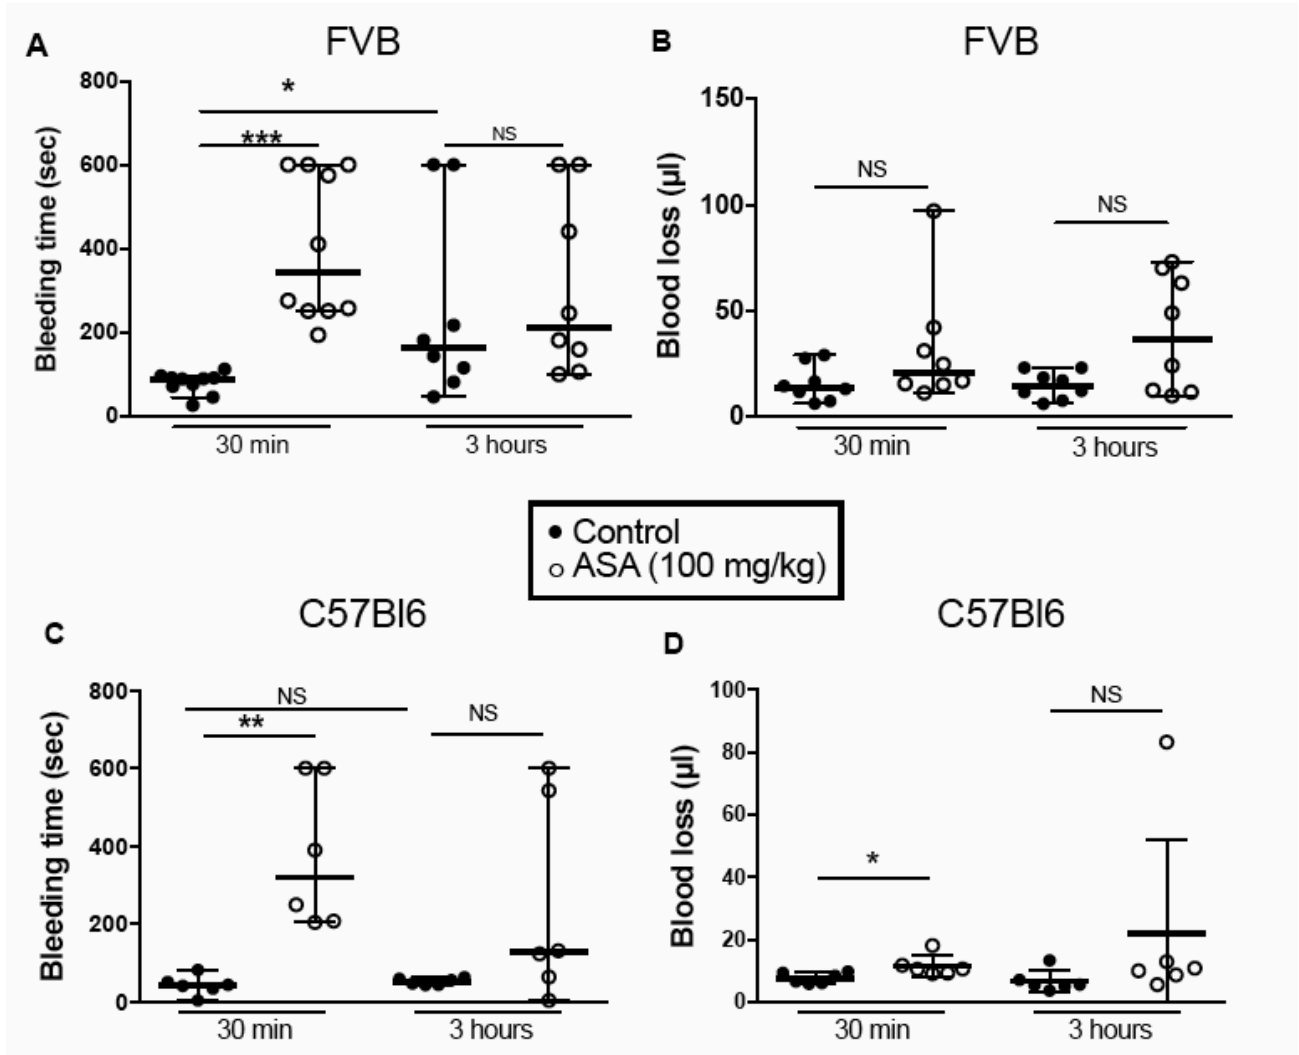 A
FVB
Bleeding time (sec)
800
600
400
200
0
*
***
NS
30 min
3 hours
B
FVB
Blood loss (µl)
150
100
50
0
NS
NS
30 min
3 hours
Control
ASA (100 mg/kg)
C
C57Bl6
Bleeding time (sec)
800
600
400
200
0
NS
**
NS
30 min
3 hours
D
C57Bl6
Blood loss (µl)
100
80
60
40
20
0
*
NS
30 min
3 hours